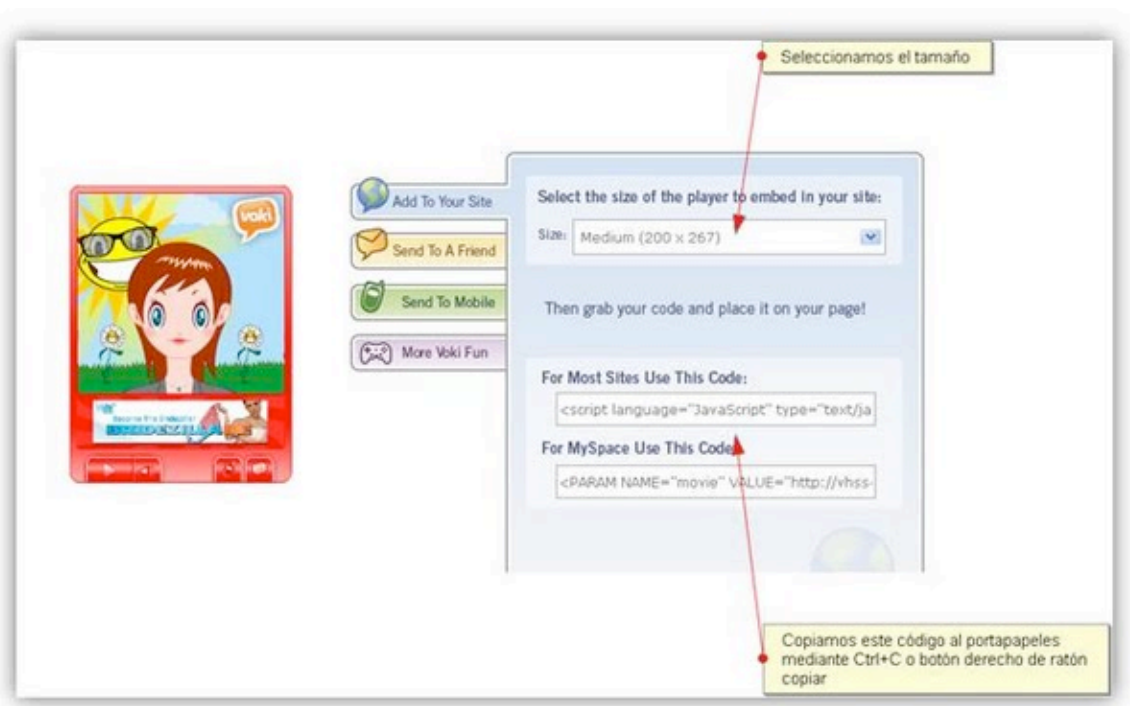 Seleccionamos el tamaño
voki
Add To Your Site
Send To A Friend
Send To Mobile
More Voki Fun
Select the size of the player to embed in your site:
Size: Medium (200 x 267)
Then grab your code and place it on your page!
For Most Sites Use This Code:
<script language="JavaScript" type="text/ja
For MySpace Use This Code:
<PARAM NAME="movie" VALUE="http://vhss-
Copiamos este código al portapapeles
mediante Ctrl+C o botón derecho de ratón
copiar